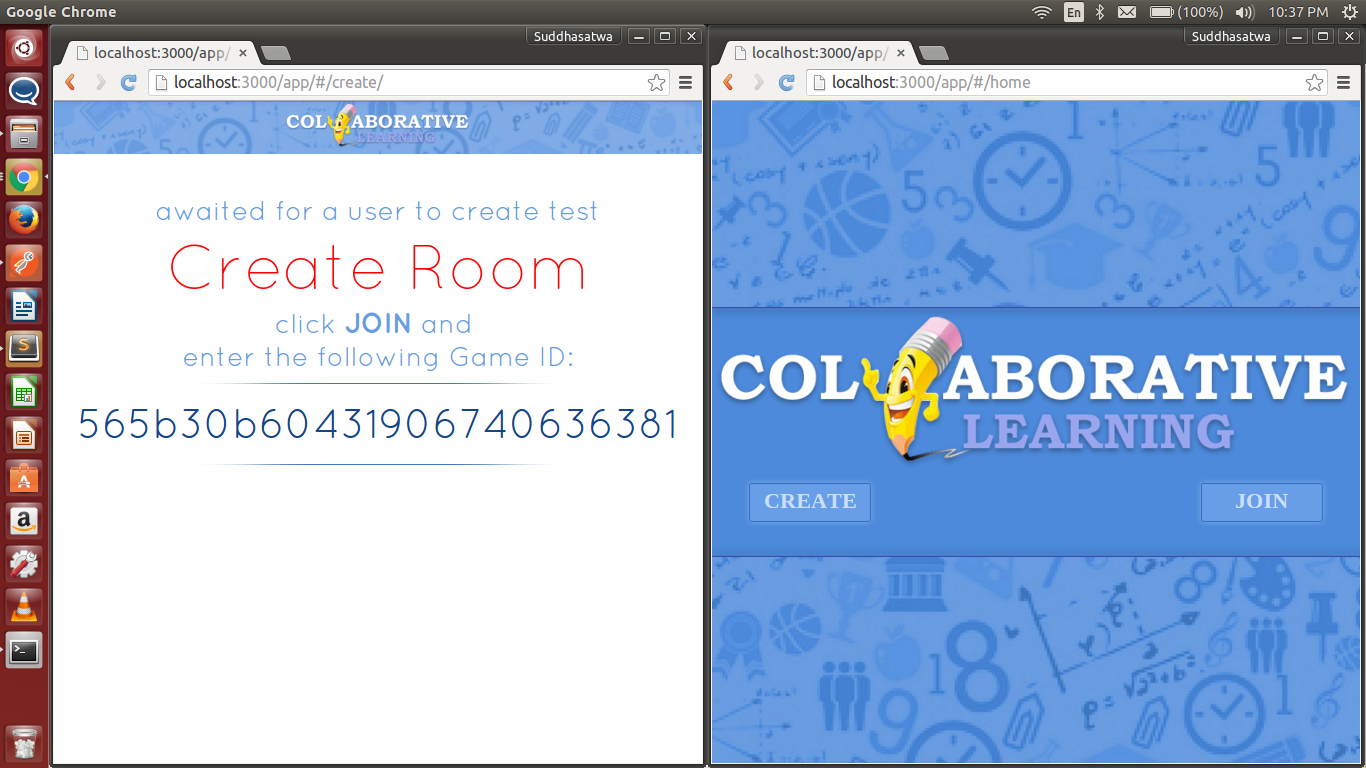 Google Chrome
En
(100%)
10:37 PM
Suddhasatwa
localhost:3000/app/
localhost:3000/app/#/create/
COLLABORATIVE
LEARNING
awaited for a user to create test
Create Room
click JOIN and
enter the following Game ID:
565b30b60431906740636381
Suddhasatwa
localhost:3000/app/
localhost:3000/app/#/home
COLLABORATIVE
LEARNING
CREATE
JOIN